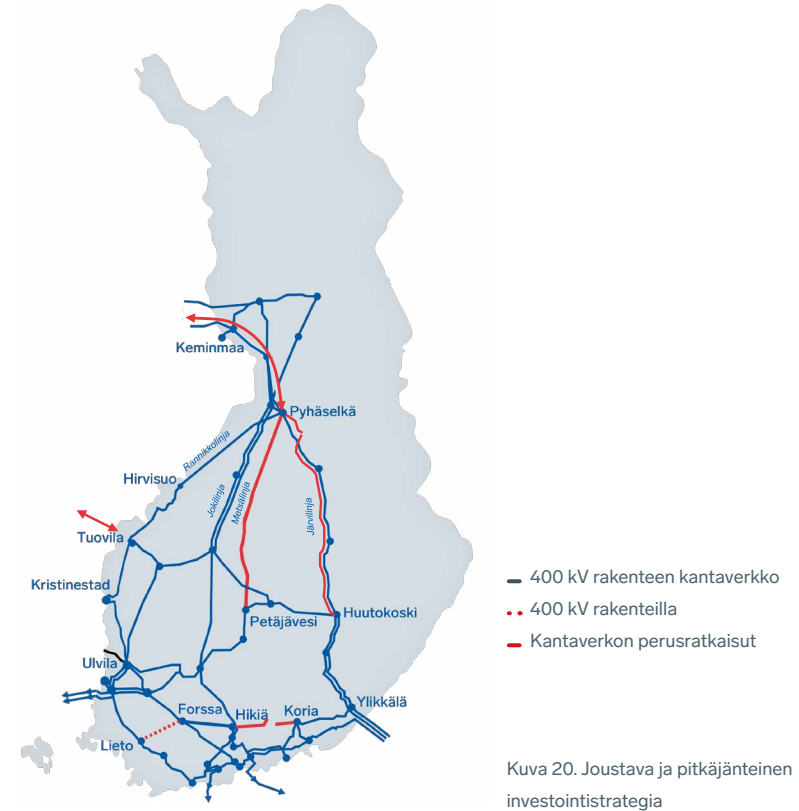 Keminmaa
Pyhäselkä
Rannikkolinja
Hirvisuo
Jokilinja
Metsälinja
Järvilinja
Tuovila
Kristinestad
Petäjävesi
Huutokoski
Ulvila
Forssa
Hikiä
Koria
Ylikkälä
Lieto
400 kV rakenteen kantaverkko
400 kV rakenteilla
Kantaverkon perusratkaisut
Kuva 20. Joustava ja pitkäjänteinen
investointistrategia